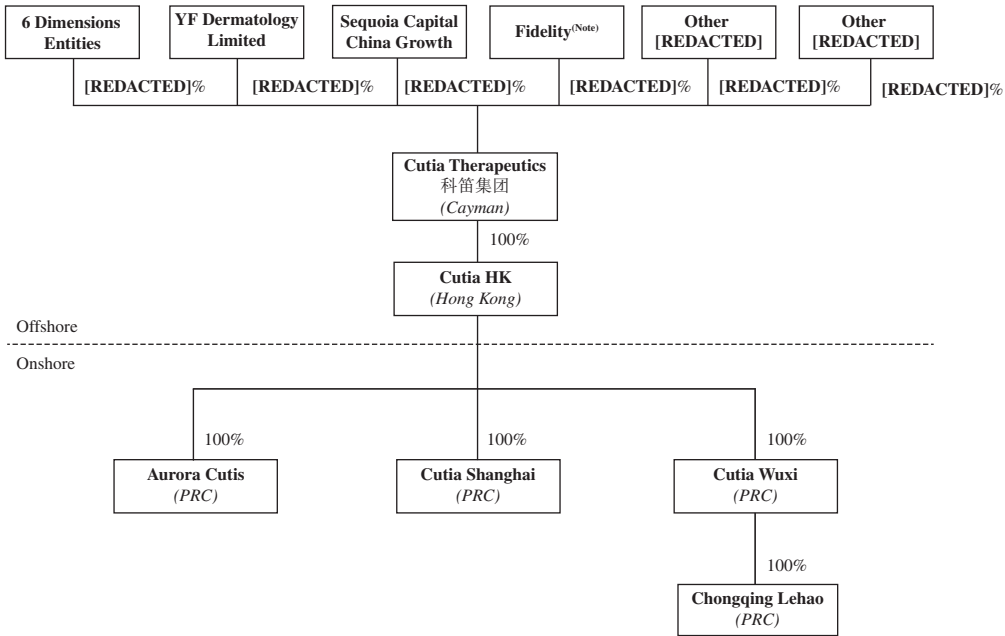 6 Dimensions
Entities
YF Dermatology
Limited
Sequoia Capital
China Growth
Fidelity(Note)
Other
[REDACTED]
Other
[REDACTED]
[REDACTED]%
[REDACTED]%
[REDACTED]%
[REDACTED]%
[REDACTED]%
[REDACTED]%
Cutia Therapeutics
科笛集团
(Cayman)
100%
Cutia HK
(Hong Kong)
Offshore
Onshore
100%
100%
100%
Aurora Cutis
(PRC)
Cutia Shanghai
(PRC)
Cutia Wuxi
(PRC)
100%
Chongqing Lehao
(PRC)